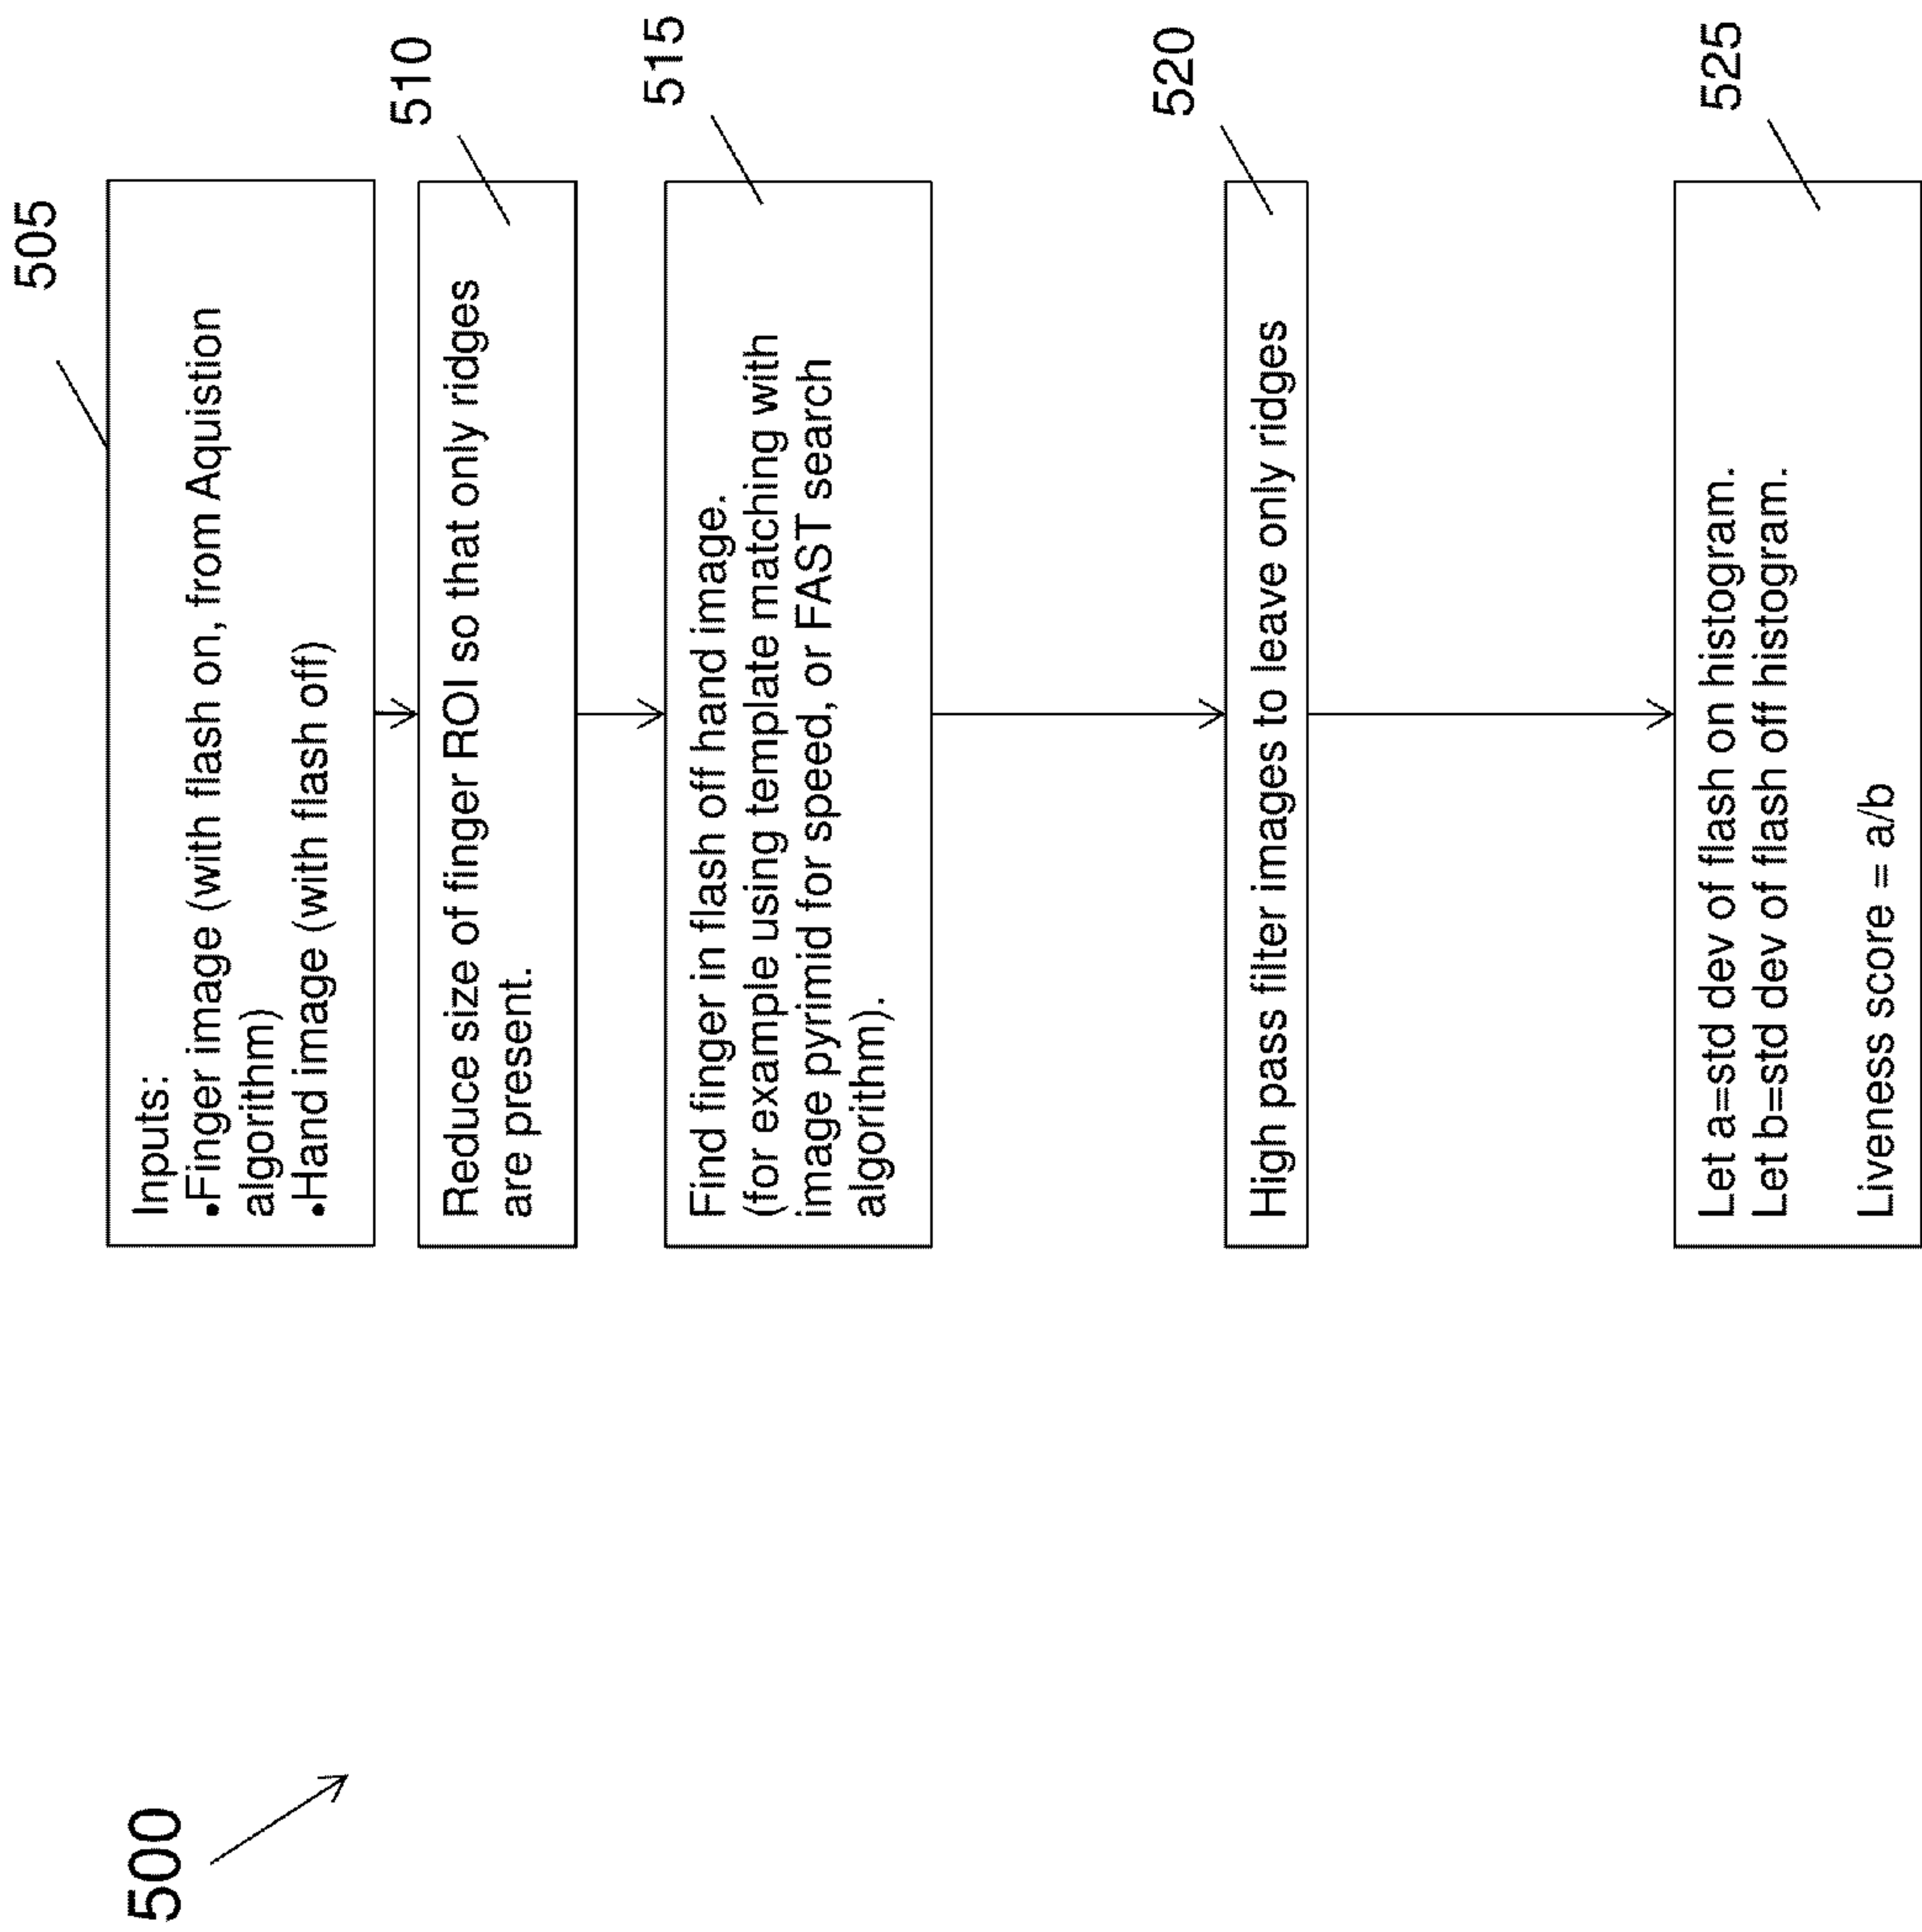 500
505
Inputs:
•Finger image (with flash on, from Aquistion
algorithm)
•Hand image (with flash off)
510
Reduce size of finger ROI so that only ridges
are present.
515
Find finger in flash off hand image.
(for example using template matching with
image pyrimid for speed, or FAST search
algorithm).
520
High pass filter images to leave only ridges
525
Let a=std dev of flash on histogram.
Let b=std dev of flash off histogram.
Liveness score = a/b